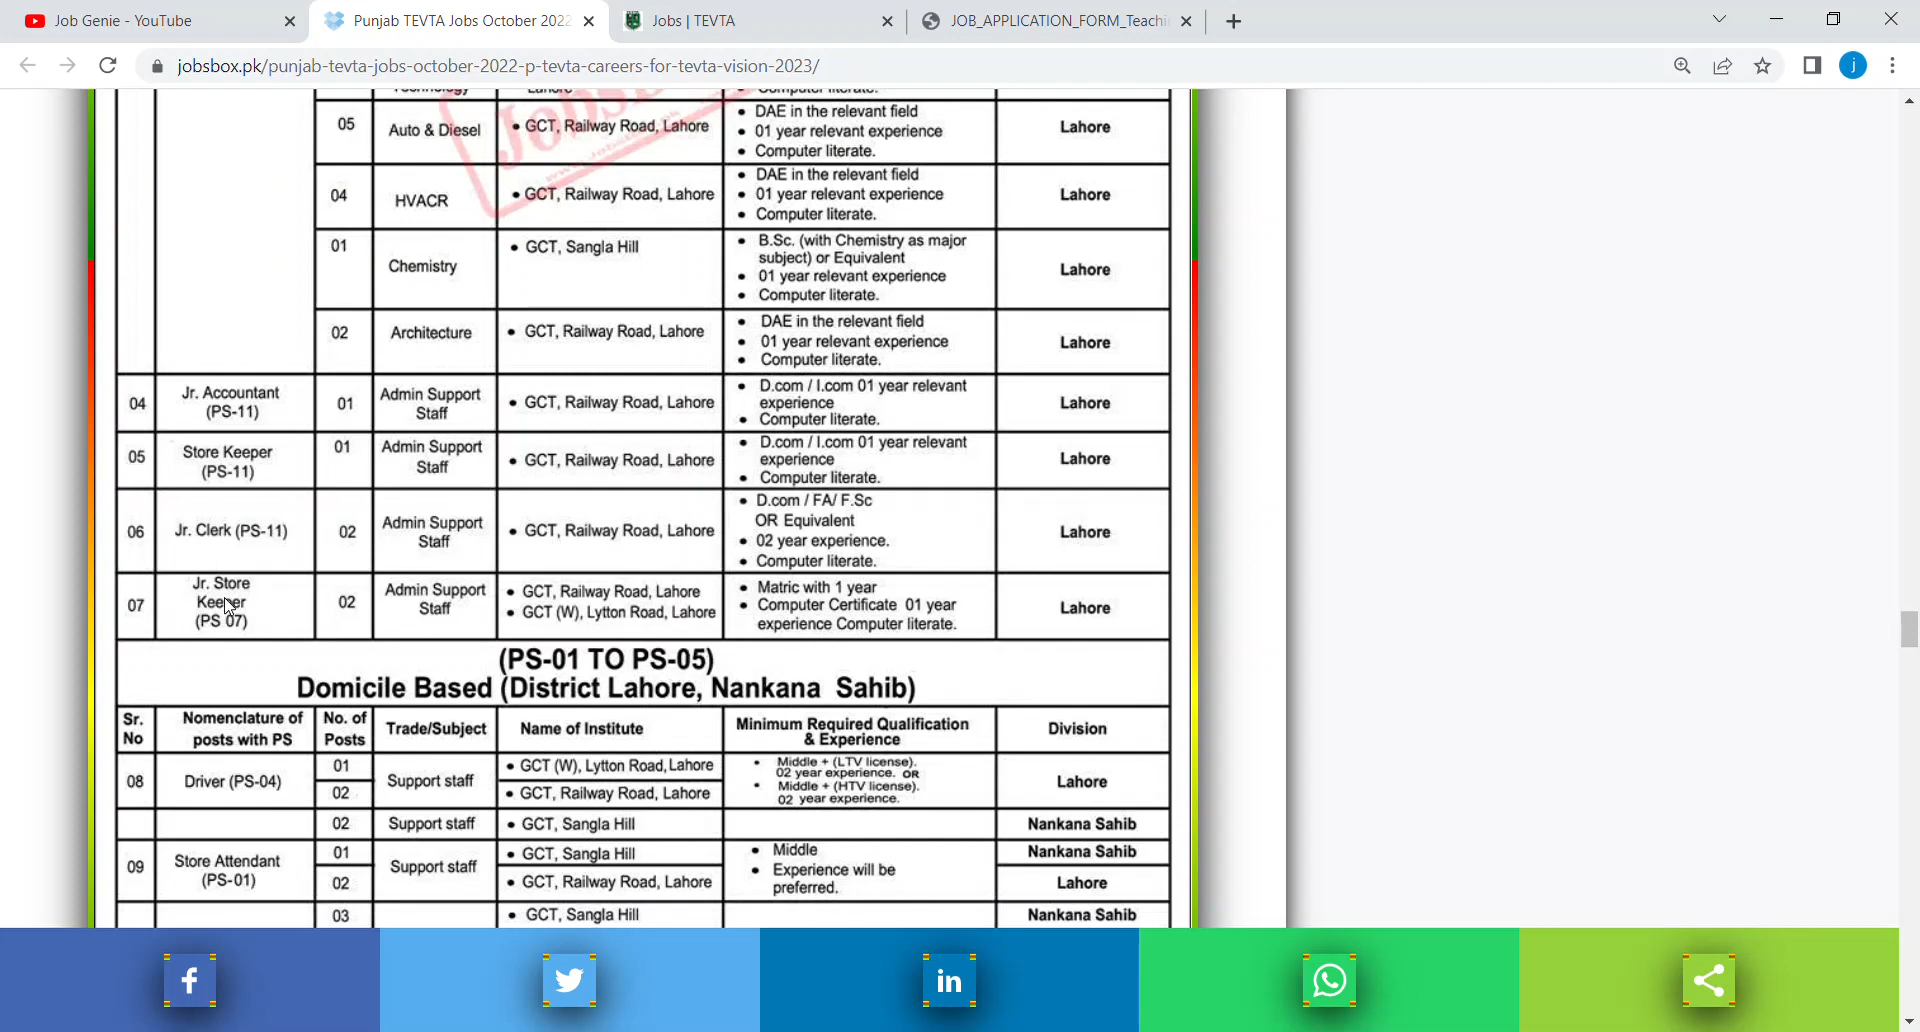 Job Genie - YouTube
Punjab TEVTA Jobs October 2022
Jobs | TEVTA
JOB_APPLICATION_FORM_Teachi
jobsbox.pk/punjab-tevta-jobs-october-2022-p-tevta-careers-for-tevta-vision-2023/
j
Technology
Lahore
Computer literate.
JobsBox
05
Auto & Diesel
• GCT, Railway Road, Lahore
• DAE in the relevant field
• 01 year relevant experience
• Computer literate.
Lahore
04
HVACR
• GCT, Railway Road, Lahore
• DAE in the relevant field
• 01 year relevant experience
• Computer literate.
Lahore
01
Chemistry
• GCT, Sangla Hill
• B.Sc. (with Chemistry as major
subject) or Equivalent
• 01 year relevant experience
• Computer literate.
Lahore
02
Architecture
• GCT, Railway Road, Lahore
• DAE in the relevant field
• 01 year relevant experience
• Computer literate.
Lahore
04
Jr. Accountant
(PS-11)
01
Admin Support
Staff
• GCT, Railway Road, Lahore
• D.com / I.com 01 year relevant
experience
• Computer literate.
Lahore
05
Store Keeper
(PS-11)
01
Admin Support
Staff
• GCT, Railway Road, Lahore
• D.com / I.com 01 year relevant
experience
• Computer literate.
Lahore
06
Jr. Clerk (PS-11)
02
Admin Support
Staff
• GCT, Railway Road, Lahore
• D.com / FA/ F.Sc
OR Equivalent
• 02 year experience.
• Computer literate.
Lahore
07
Jr. Store
Keeper
(PS 07)
02
Admin Support
Staff
• GCT, Railway Road, Lahore
• GCT (W), Lytton Road, Lahore
• Matric with 1 year
• Computer Certificate 01 year
experience Computer literate.
Lahore
(PS-01 TO PS-05)
Domicile Based (District Lahore, Nankana Sahib)
Sr.
No
Nomenclature of
posts with PS
No. of
Posts
Trade/Subject
Name of Institute
Minimum Required Qualification
& Experience
Division
08
Driver (PS-04)
01
02
Support staff
• GCT (W), Lytton Road, Lahore
• GCT, Railway Road, Lahore
• Middle + (LTV license).
02 year experience. OR
• Middle + (HTV license).
02 year experience.
Lahore
02
Support staff
• GCT, Sangla Hill
Nankana Sahib
09
Store Attendant
(PS-01)
01
02
Support staff
• GCT, Sangla Hill
• GCT, Railway Road, Lahore
• Middle
• Experience will be
preferred.
Nankana Sahib
Lahore
03
• GCT, Sangla Hill
Nankana Sahib